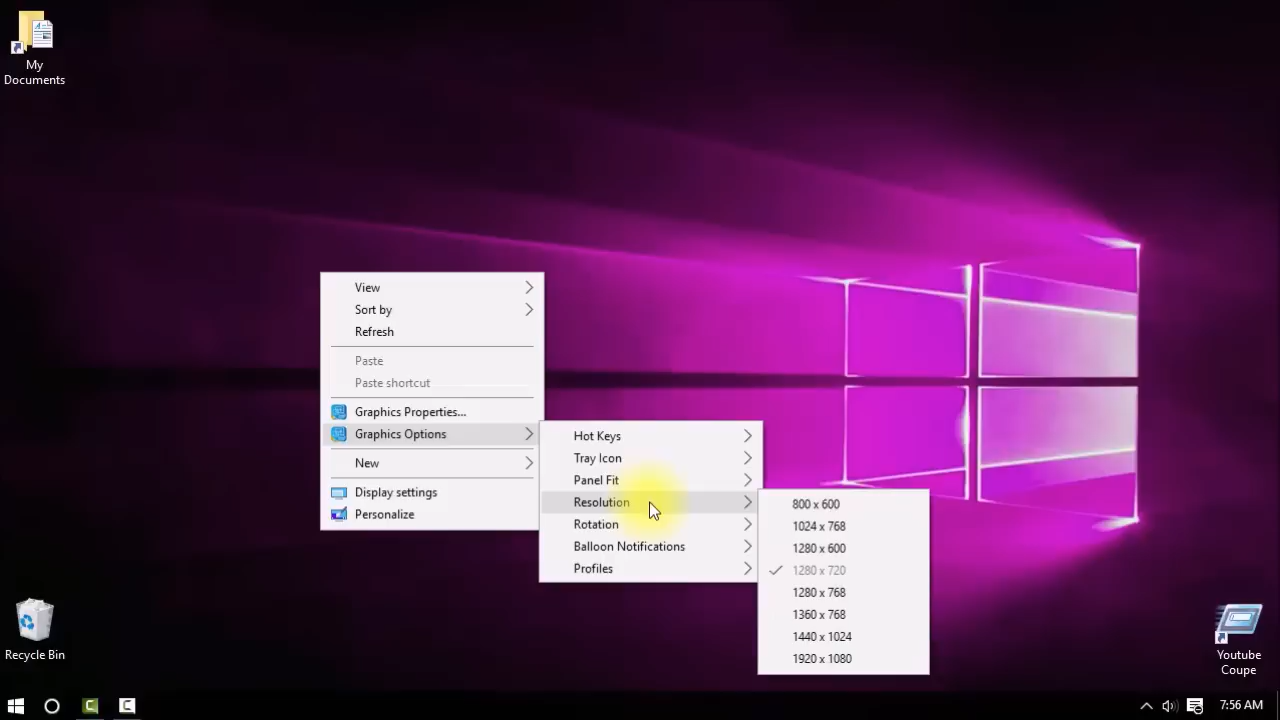 My
Documents
View
Sort by
Refresh
Paste
Paste shortcut
Graphics Properties...
Graphics Options
New
Display settings
Personalize
Hot Keys
Tray Icon
Panel Fit
Resolution
Rotation
Balloon Notifications
Profiles
800 x 600
1024 x 768
1280 x 600
1280 x 720
1280 x 768
1360 x 768
1440 x 1024
1920 x 1080
Recycle Bin
Youtube
Coupe
7:56 AM